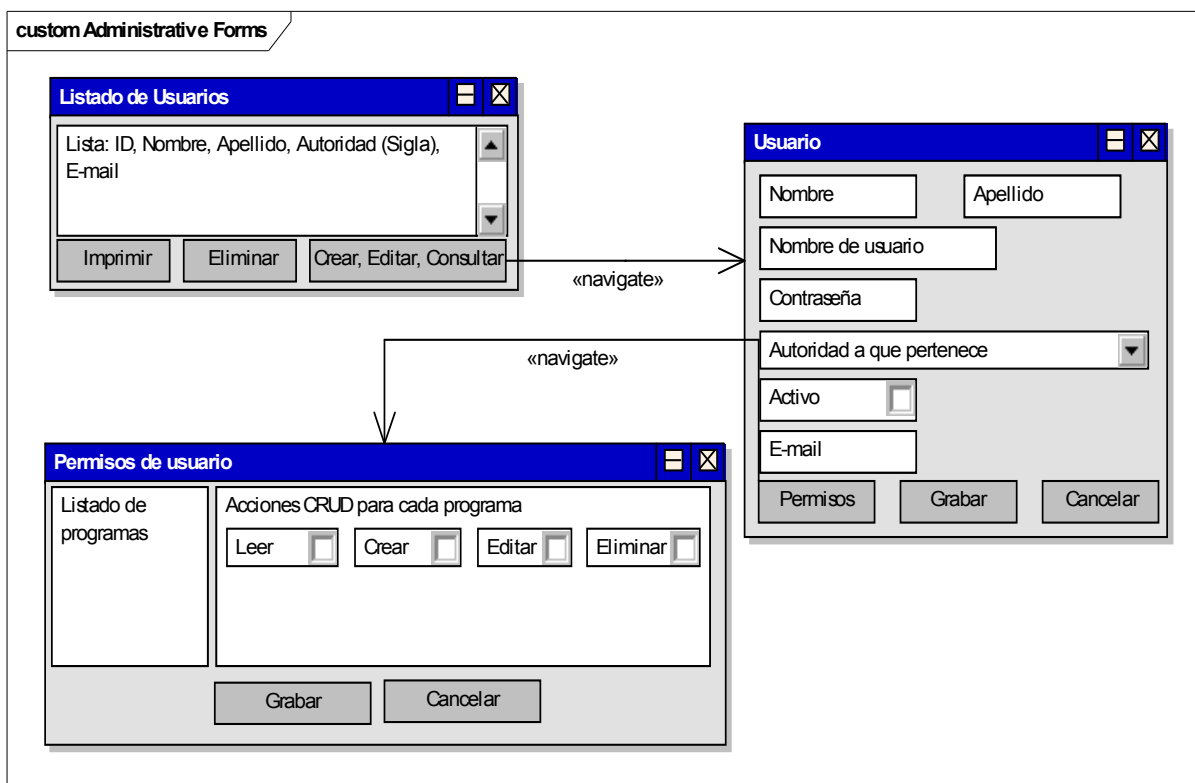 custom Administrative Forms
Listado de Usuarios
Lista: ID, Nombre, Apellido, Autoridad (Sigla),
E-mail
Imprimir
Eliminar
Crear, Editar, Consultar
«navigate»
Usuario
Nombre
Apellido
Nombre de usuario
Contraseña
Autoridad a que pertenece
Activo
E-mail
Permisos
Grabar
Cancelar
«navigate»
Permisos de usuario
Listado de
programas
Acciones CRUD para cada programa
Leer
Crear
Editar
Eliminar
Grabar
Cancelar